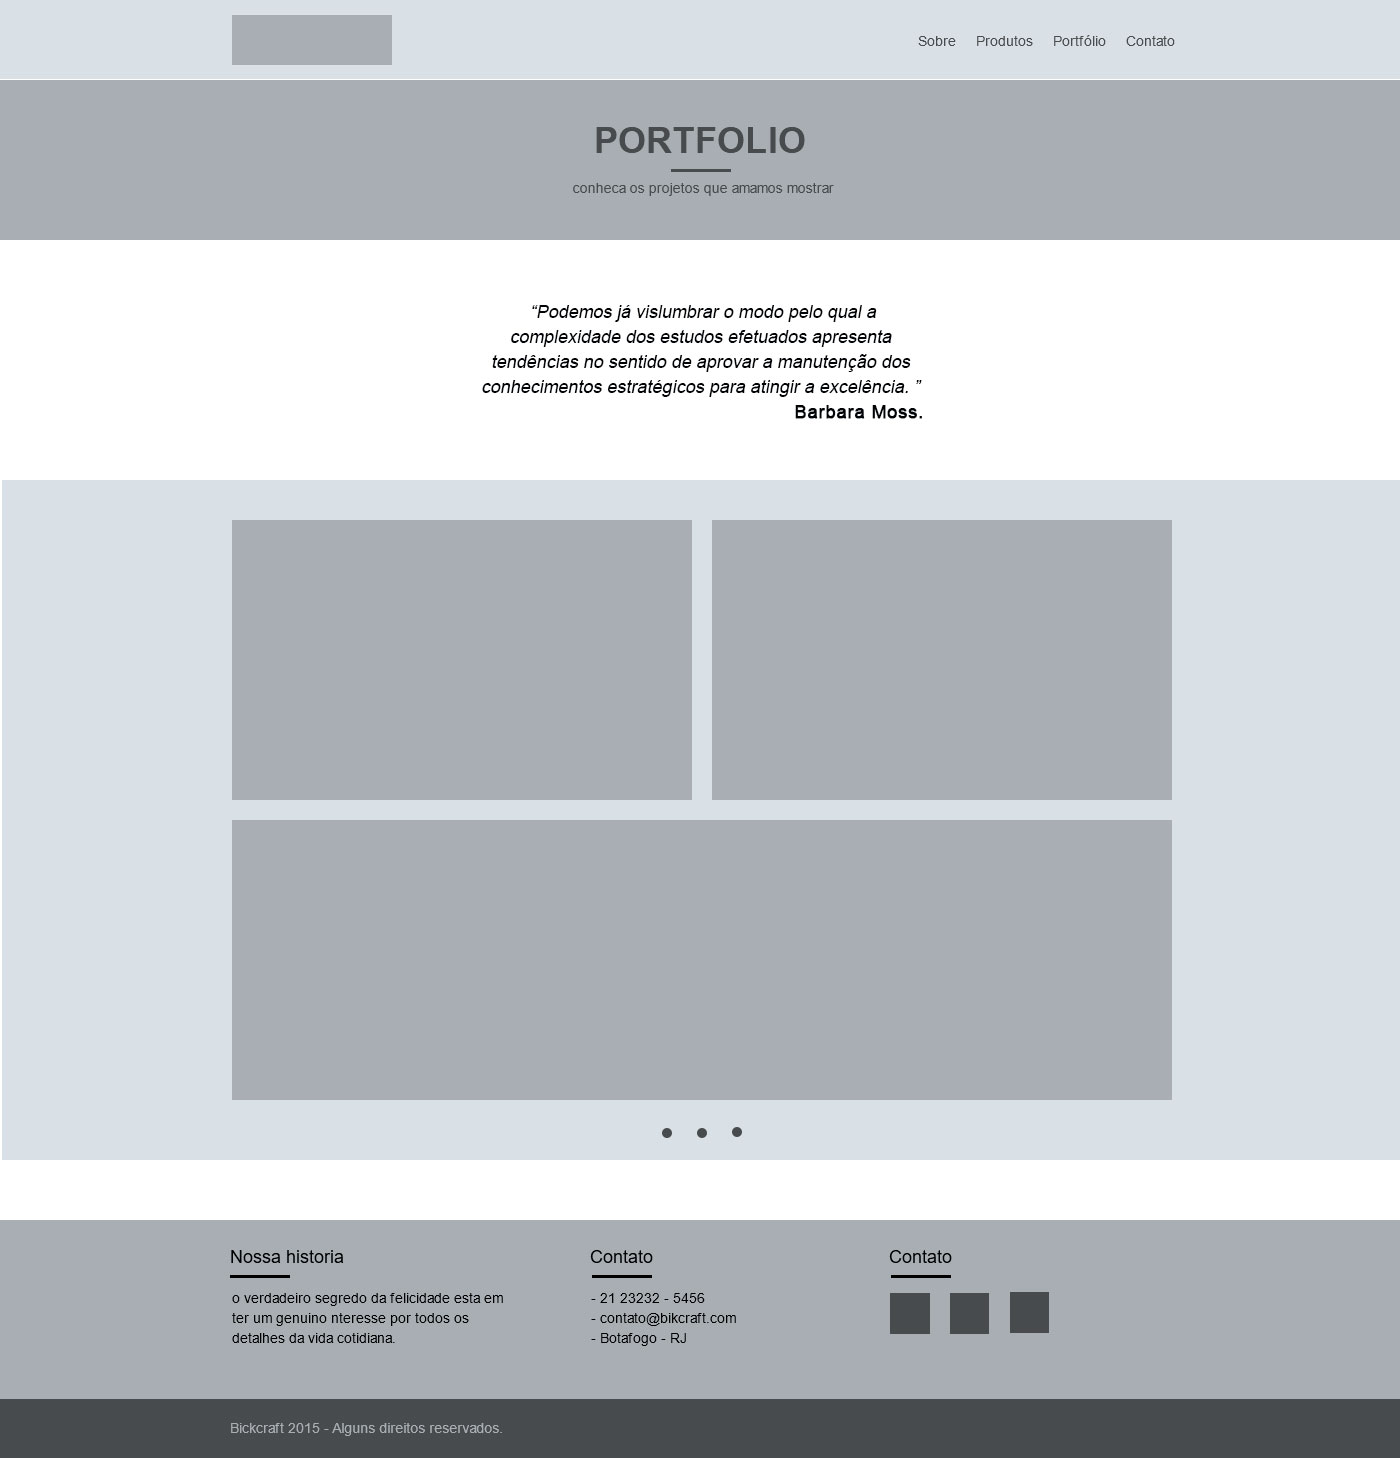 Sobre Produtos Portfólio Contato
PORTFOLIO
conheca os projetos que amamos mostrar
“Podemos já vislumbrar o modo pelo qual a
complexidade dos estudos efetuados apresenta
tendências no sentido de aprovar a manutenção dos
conhecimentos estratégicos para atingir a excelência. ”
Barbara Moss.
Nossa historia
o verdadeiro segredo da felicidade esta em
ter um genuino nteresse por todos os
detalhes da vida cotidiana.
Contato
- 21 23232 - 5456
- contato@bikcraft.com
- Botafogo - RJ
Contato
Bickcraft 2015 - Alguns direitos reservados.